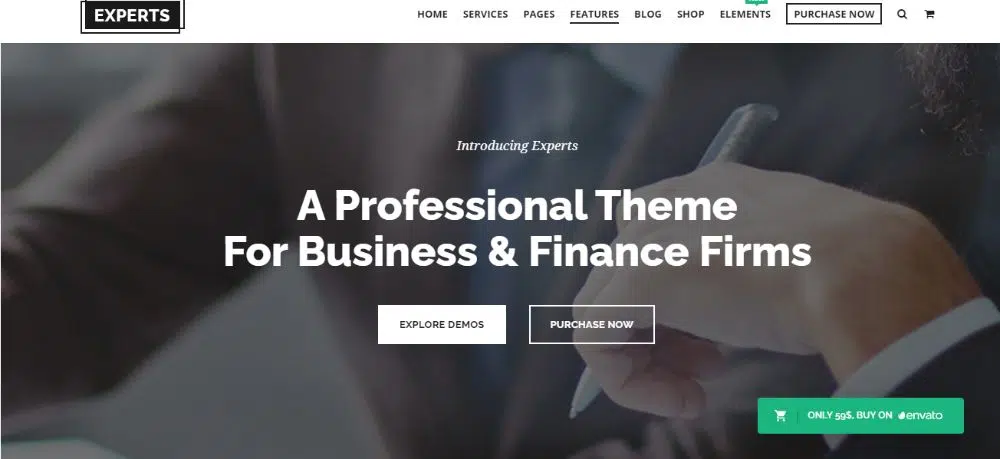 EXPERTS
HOME SERVICES PAGES FEATURES BLOG SHOP ELEMENTS PURCHASE NOW
Introducing Experts
A Professional Theme
For Business & Finance Firms
EXPLORE DEMOS PURCHASE NOW
ONLY 59$, BUY ON envato